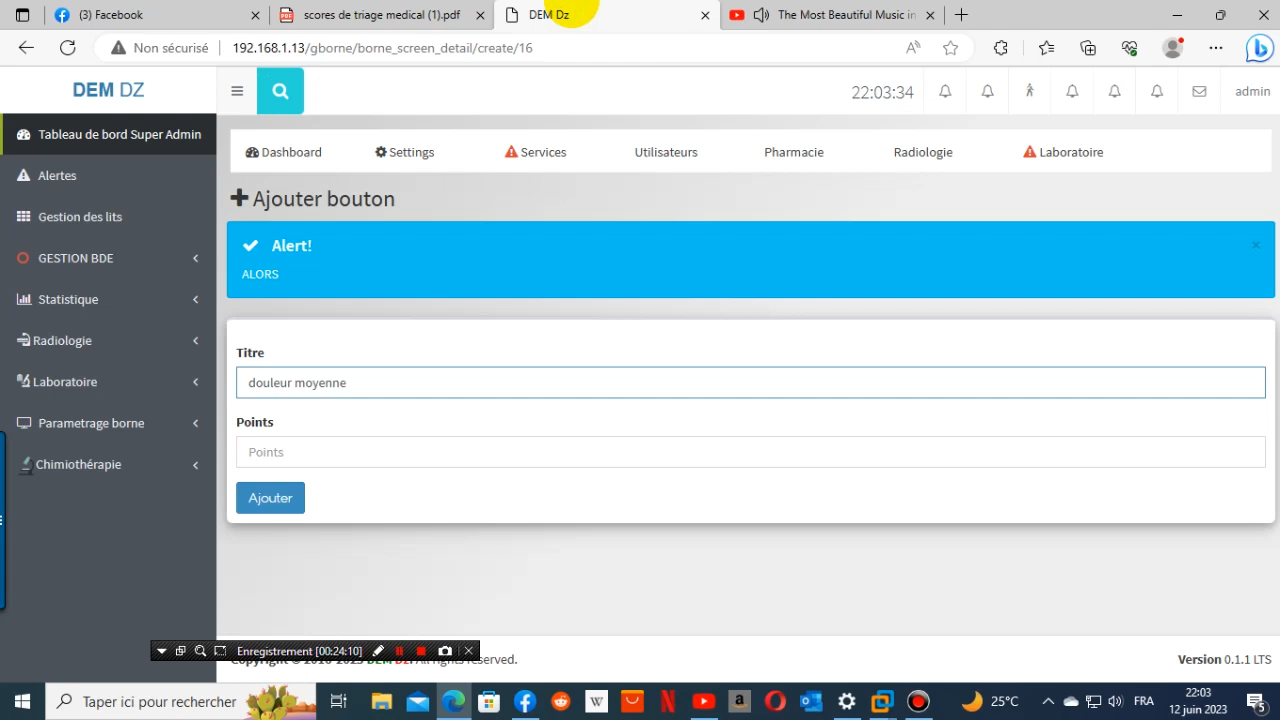 (3) Facebook
scores de triage medical (1).pdf
DEM Dz
The Most Beautiful Music in
Non sécurisé
192.168.1.13/gborne/borne_screen_detail/create/16
DEM DZ
22:03:34
admin
Tableau de bord Super Admin
Alertes
Gestion des lits
GESTION BDE
Statistique
Radiologie
Laboratoire
Parametrage borne
Chimiothérapie
Dashboard
Settings
Services
Utilisateurs
Pharmacie
Radiologie
Laboratoire
Ajouter bouton
Alert!
ALORS
Titre
douleur moyenne
Points
Points
Ajouter
Enregistrement [00:24:10]
DEM Dz. All rights reserved.
Version 0.1.1 LTS
Taper ici pour rechercher
25°C
FRA
22:03
12 juin 2023
5